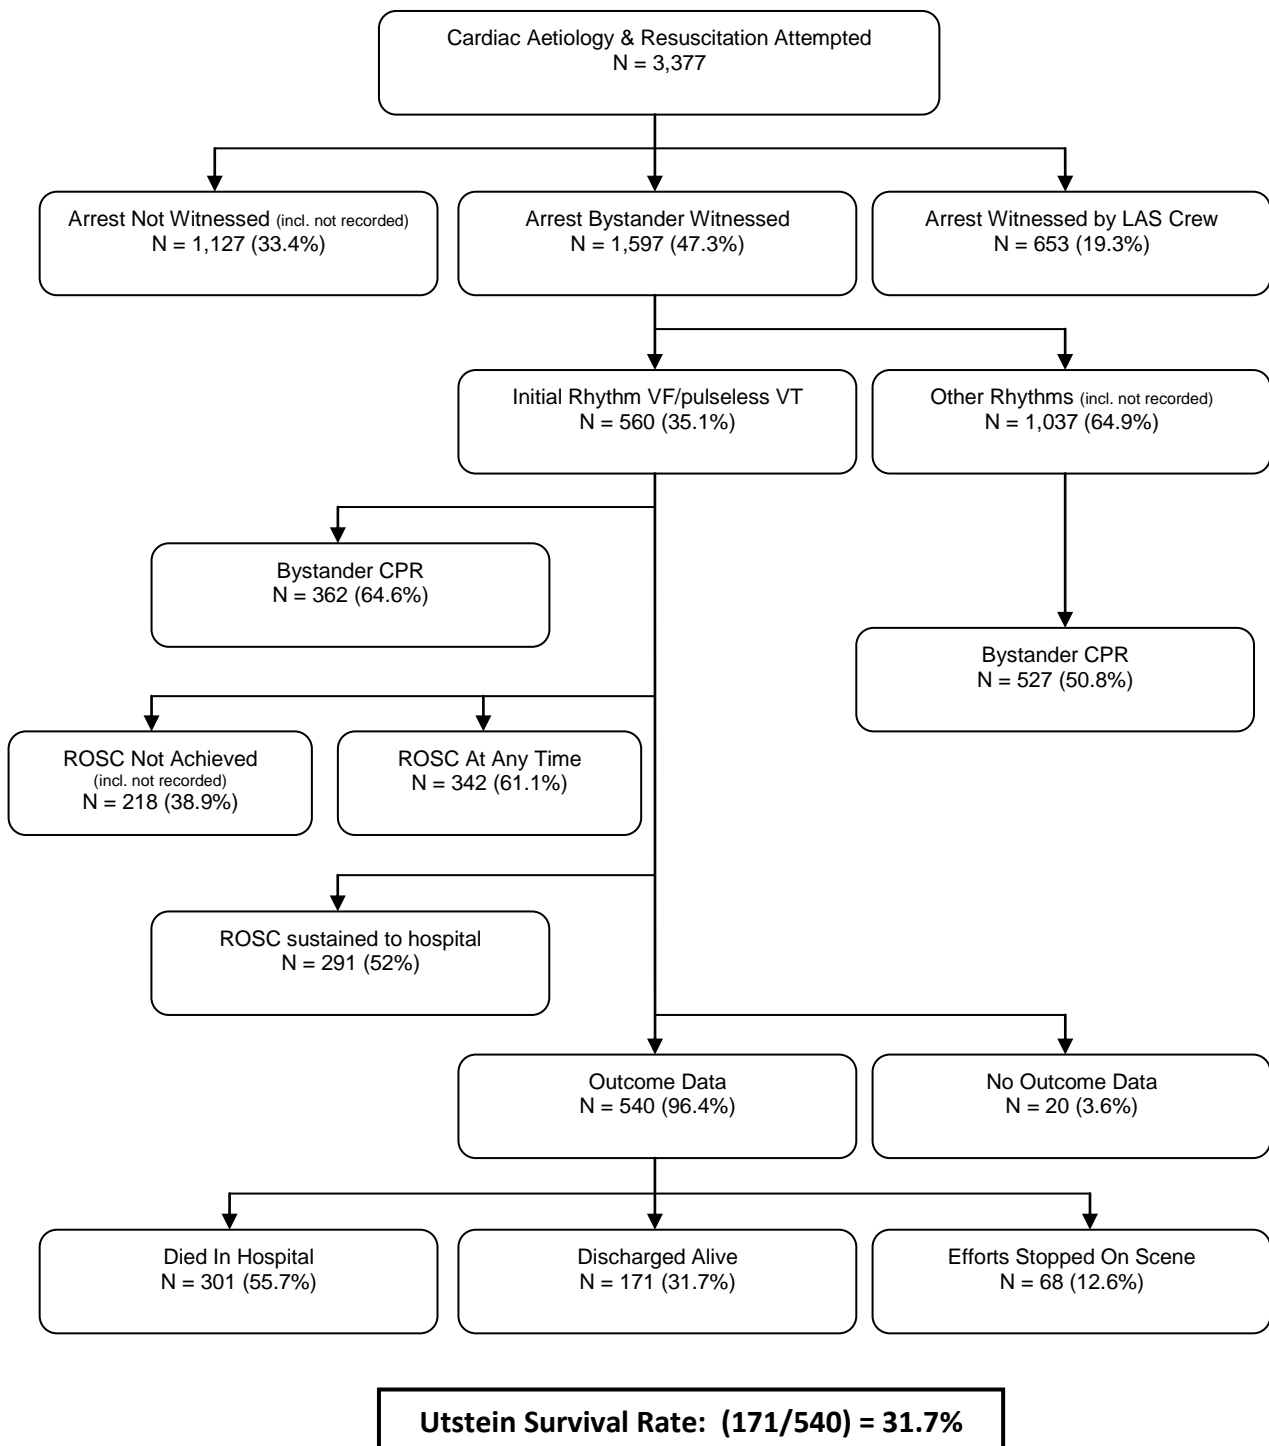 Cardiac Aetiology & Resuscitation Attempted
N = 3,377
Arrest Not Witnessed (incl. not recorded)
N = 1,127 (33.4%)
Arrest Bystander Witnessed
N = 1,597 (47.3%)
Arrest Witnessed by LAS Crew
N = 653 (19.3%)
Initial Rhythm VF/pulseless VT
N = 560 (35.1%)
Other Rhythms (incl. not recorded)
N = 1,037 (64.9%)
Bystander CPR
N = 362 (64.6%)
Bystander CPR
N = 527 (50.8%)
ROSC Not Achieved
(incl. not recorded)
N = 218 (38.9%)
ROSC At Any Time
N = 342 (61.1%)
ROSC sustained to hospital
N = 291 (52%)
Outcome Data
N = 540 (96.4%)
No Outcome Data
N = 20 (3.6%)
Died In Hospital
N = 301 (55.7%)
Discharged Alive
N = 171 (31.7%)
Efforts Stopped On Scene
N = 68 (12.6%)
Utstein Survival Rate: (171/540) = 31.7%